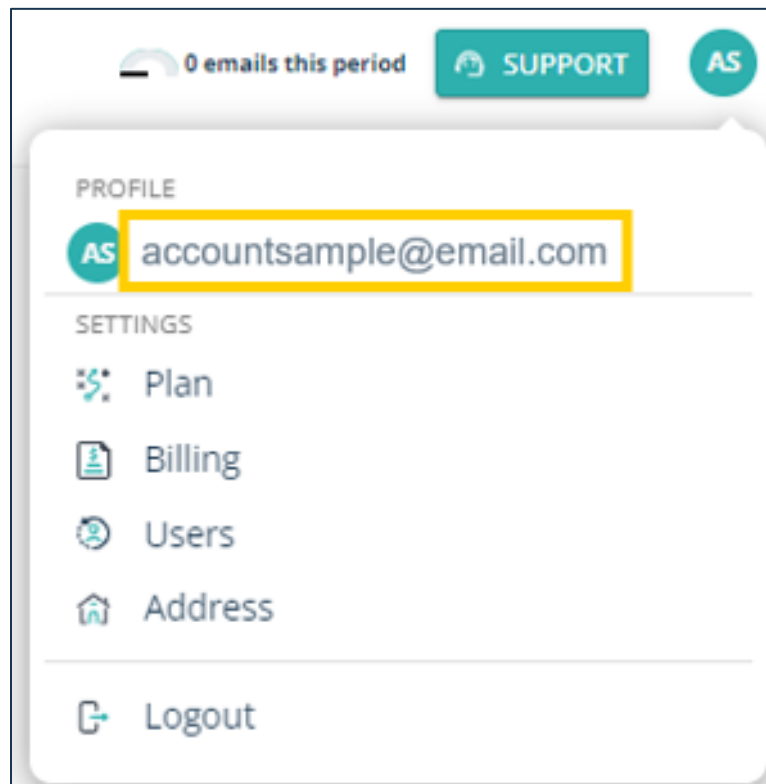 0 emails this period
SUPPORT
AS
PROFILE
AS
accountsample@email.com
SETTINGS
Plan
Billing
Users
Address
Logout